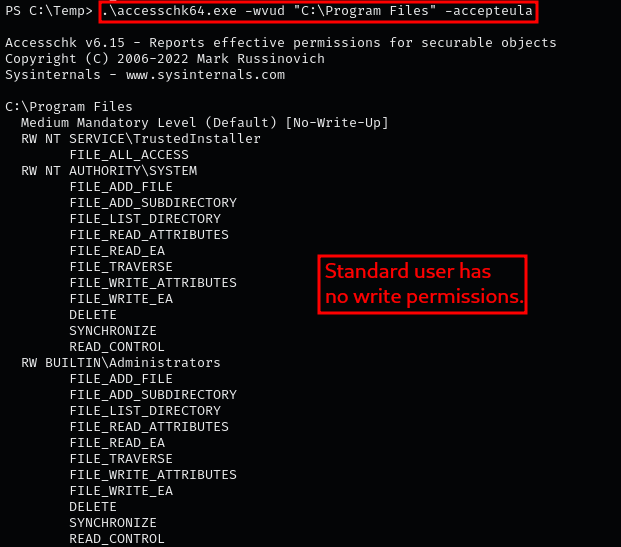 PS C:\Temp> .\accesschk64.exe -wvud "C:\Program Files" -accepteula
Accesschk v6.15 - Reports effective permissions for securable objects
Copyright (C) 2006-2022 Mark Russinovich
Sysinternals - www.sysinternals.com
C:\Program Files
  Medium Mandatory Level (Default) [No-Write-Up]
  RW NT SERVICE\TrustedInstaller
        FILE_ALL_ACCESS
  RW NT AUTHORITY\SYSTEM
        FILE_ADD_FILE
        FILE_ADD_SUBDIRECTORY
        FILE_LIST_DIRECTORY
        FILE_READ_ATTRIBUTES
        FILE_READ_EA
        FILE_TRAVERSE
        FILE_WRITE_ATTRIBUTES
        FILE_WRITE_EA
        DELETE
        SYNCHRONIZE
        READ_CONTROL
Standard user has
no write permissions.
  RW BUILTIN\Administrators
        FILE_ADD_FILE
        FILE_ADD_SUBDIRECTORY
        FILE_LIST_DIRECTORY
        FILE_READ_ATTRIBUTES
        FILE_READ_EA
        FILE_TRAVERSE
        FILE_WRITE_ATTRIBUTES
        FILE_WRITE_EA
        DELETE
        SYNCHRONIZE
        READ_CONTROL